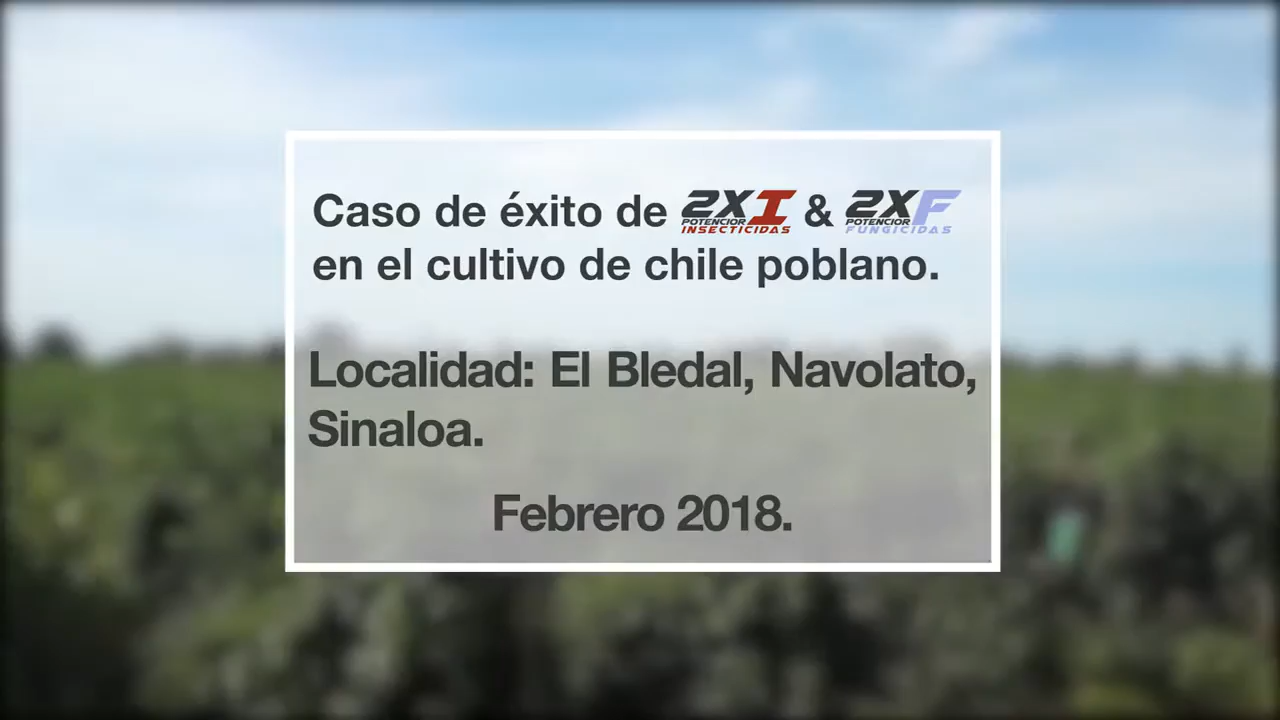 Caso de éxito de 2XI POTENCIOR INSECTICIDAS & 2XF POTENCIOR FUNGICIDAS
en el cultivo de chile poblano.
Localidad: El Bledal, Navolato,
Sinaloa.
Febrero 2018.